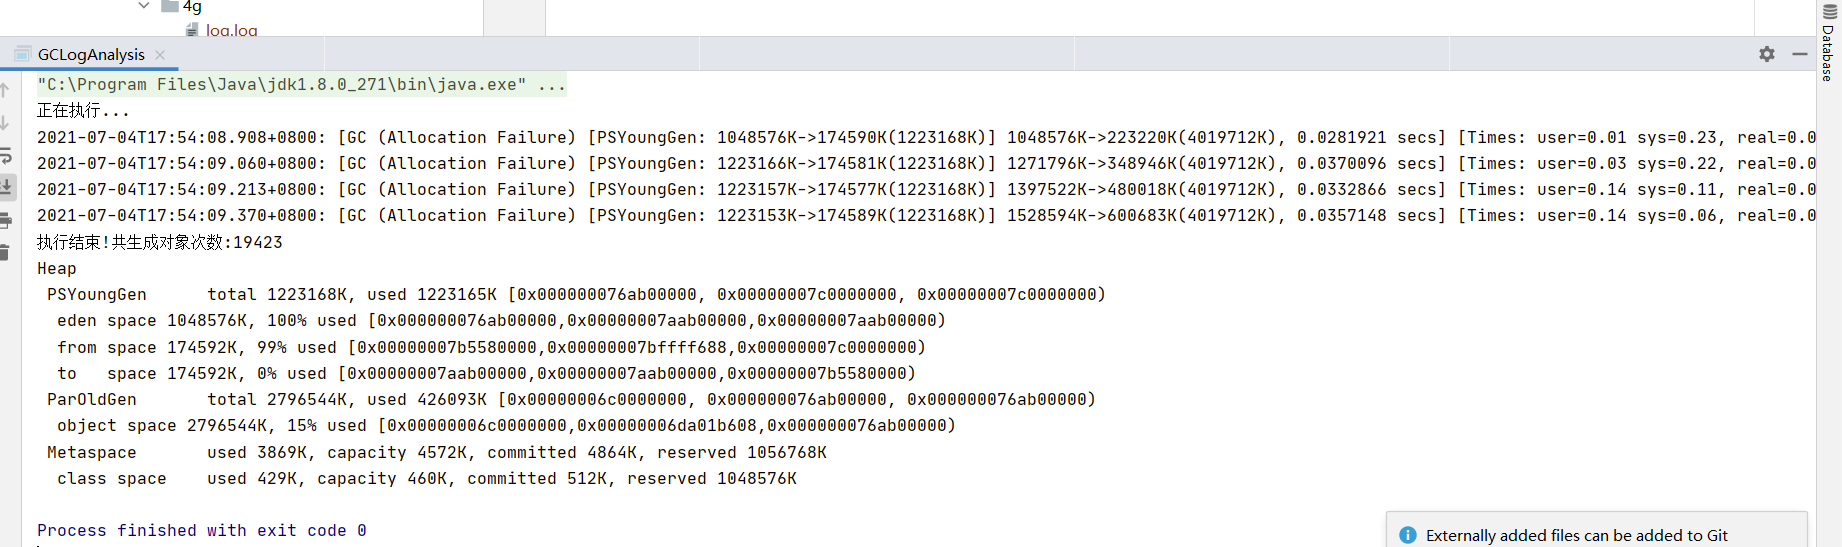 4g
log.log
GCLogAnalysis
Database
"C:\Program Files\Java\jdk1.8.0_271\bin\java.exe" ...
正在执行...
2021-07-04T17:54:08.908+0800: [GC (Allocation Failure) [PSYoungGen: 1048576K->174590K(1223168K)] 1048576K->223220K(4019712K), 0.0281921 secs] [Times: user=0.01 sys=0.23, real=0.0
2021-07-04T17:54:09.060+0800: [GC (Allocation Failure) [PSYoungGen: 1223166K->174581K(1223168K)] 1271796K->348946K(4019712K), 0.0370096 secs] [Times: user=0.03 sys=0.22, real=0.0
2021-07-04T17:54:09.213+0800: [GC (Allocation Failure) [PSYoungGen: 1223157K->174577K(1223168K)] 1397522K->480018K(4019712K), 0.0332866 secs] [Times: user=0.14 sys=0.11, real=0.0
2021-07-04T17:54:09.370+0800: [GC (Allocation Failure) [PSYoungGen: 1223153K->174589K(1223168K)] 1528594K->600683K(4019712K), 0.0357148 secs] [Times: user=0.14 sys=0.06, real=0.0
执行结束!共生成对象次数:19423
Heap
PSYoungGen      total 1223168K, used 1223165K [0x000000076ab00000, 0x00000007c0000000, 0x00000007c0000000)
eden space 1048576K, 100% used [0x000000076ab00000,0x00000007aab00000,0x00000007aab00000)
from space 174592K, 99% used [0x00000007b5580000,0x00000007bffff688,0x00000007c0000000)
to   space 174592K, 0% used [0x00000007aab00000,0x00000007aab00000,0x00000007b5580000)
ParOldGen       total 2796544K, used 426093K [0x00000006c0000000, 0x000000076ab00000, 0x000000076ab00000)
object space 2796544K, 15% used [0x00000006c0000000,0x00000006da01b608,0x000000076ab00000)
Metaspace       used 3869K, capacity 4572K, committed 4864K, reserved 1056768K
class space    used 429K, capacity 460K, committed 512K, reserved 1048576K
Process finished with exit code 0
Externally added files can be added to Git